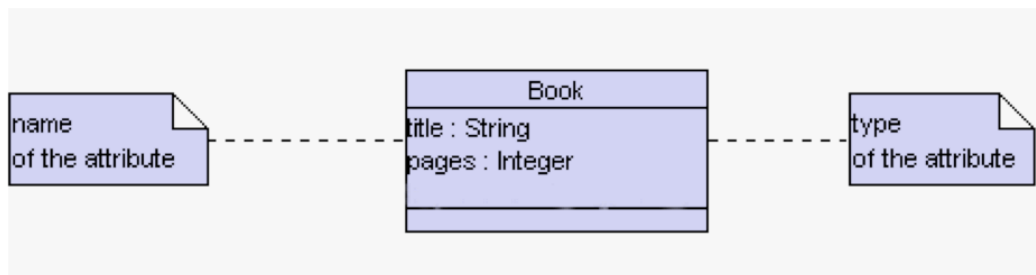 name
of the attribute
Book
title : String
pages : Integer
type
of the attribute